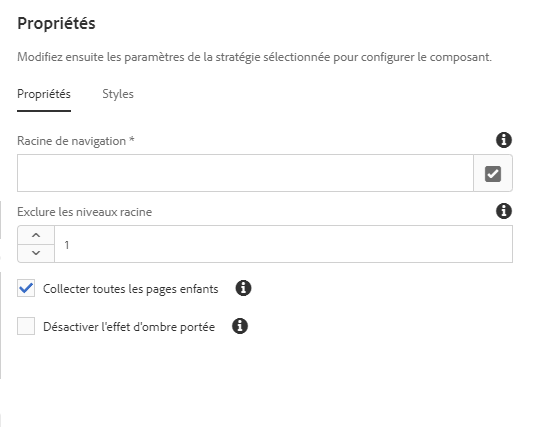 Propriétés
Modifiez ensuite les paramètres de la stratégie sélectionnée pour configurer le composant.
Propriétés Styles
Racine de navigation *
Exclure les niveaux racine
1
Collecter toutes les pages enfants
Désactiver l'effet d'ombre portée